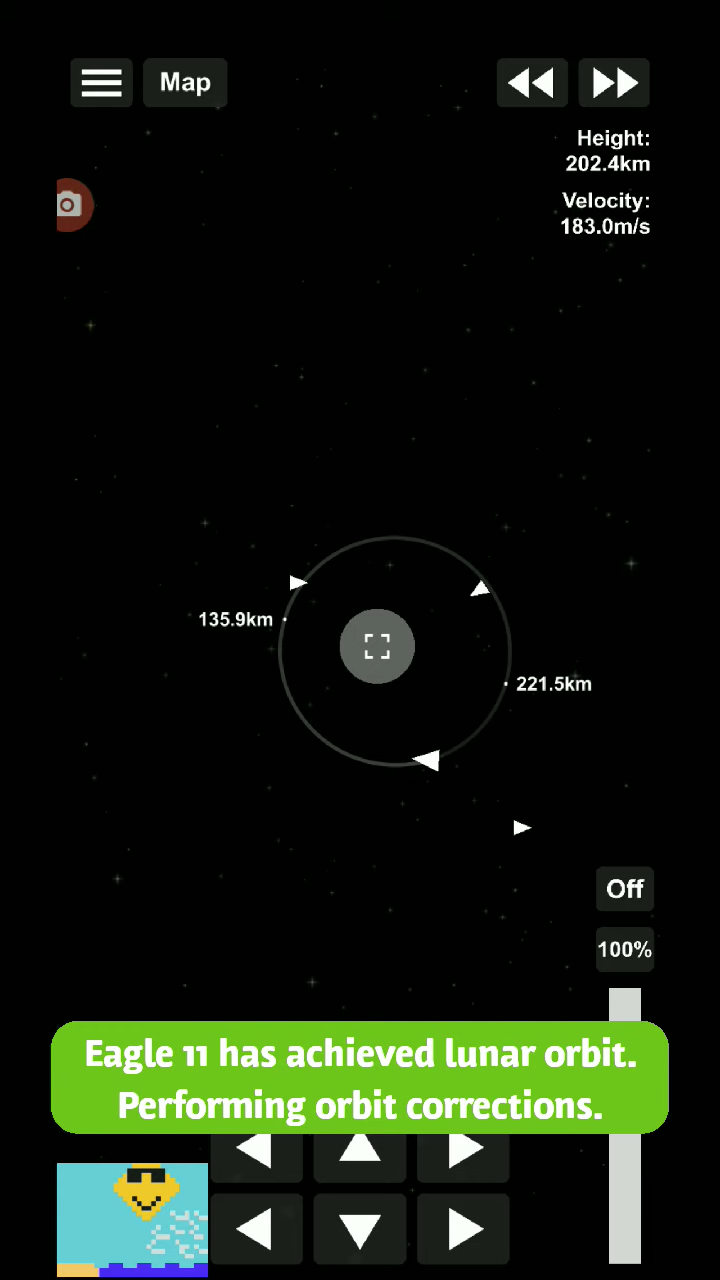 Map
Height:
202.4km
Velocity:
183.0m/s
135.9km
221.5km
Off
100%
Eagle 11 has achieved lunar orbit.
Performing orbit corrections.